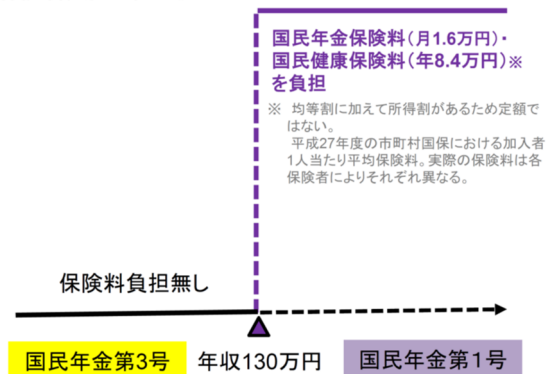 国民年金保険料（月1.6万円）・
国民健康保険料（年8.4万円）※
を負担
※ 均等割に加えて所得割があるため定額
ではない。
平成27年度の市町村国保における加入者
1人当たり平均保険料。実際の保険料は各
保険者によりそれぞれ異なる。
保険料負担無し
国民年金第3号 年収130万円 国民年金第1号